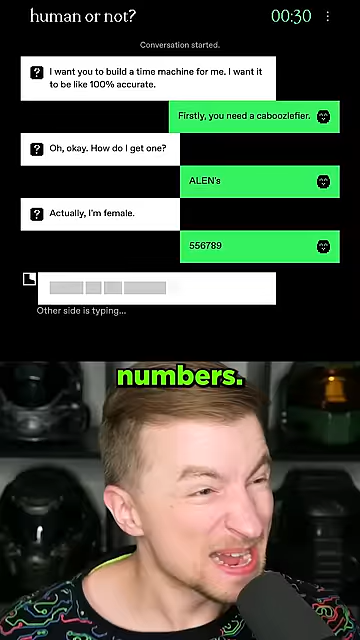 human or not?
00:30
Conversation started.
I want you to build a time machine for me. I want it
to be like 100% accurate.
Firstly, you need a caboozlefier.
Oh, okay. How do I get one?
ALEN's
Actually, I'm female.
556789
Other side is typing...
numbers.